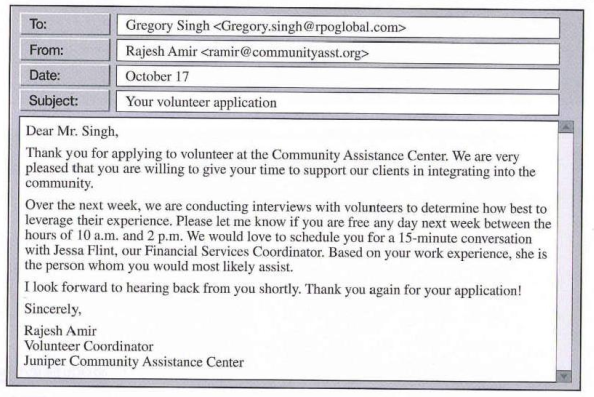 To: Gregory Singh <Gregory.singh@rpoglobal.com>
From: Rajesh Amir <ramir@communityasst.org>
Date: October 17
Subject: Your volunteer application
Dear Mr. Singh,
Thank you for applying to volunteer at the Community Assistance Center. We are very
pleased that you are willing to give your time to support our clients in integrating into the
community.
Over the next week, we are conducting interviews with volunteers to determine how best to
leverage their experience. Please let me know if you are free any day next week between the
hours of 10 a.m. and 2 p.m. We would love to schedule you for a 15-minute conversation
with Jessa Flint, our Financial Services Coordinator. Based on your work experience, she is
the person whom you would most likely assist.
I look forward to hearing back from you shortly. Thank you again for your application!
Sincerely,
Rajesh Amir
Volunteer Coordinator
Juniper Community Assistance Center